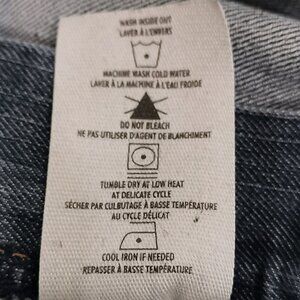 WASH INSIDE OUT
LAVER À L'ENVERS
MACHINE WASH COLD WATER
LAVER À LA MACHINE À L'EAU FROIDE
DO NOT BLEACH
NE PAS UTILISER D'AGENT DE BLANCHIMENT
TUMBLE DRY AT LOW HEAT
AT DELICATE CYCLE
SÉCHER PAR CULBUTAGE À BASSE TEMPÉRATURE
AU CYCLE DÉLICAT
COOL IRON IF NEEDED
REPASSER À BASSE TEMPÉRATURE